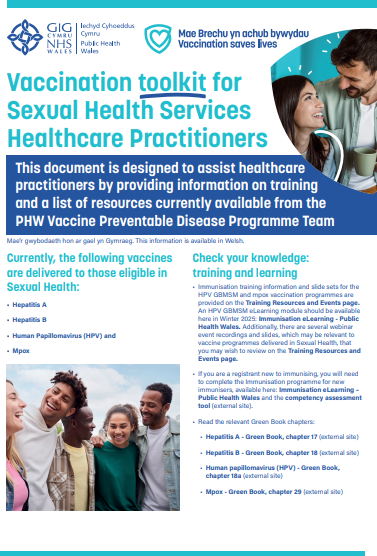 GIG
CYMRU
NHS
WALES
Iechyd Cyhoeddus
Cymru
Public Health
Wales
Mae Brechu yn achub bywydau
Vaccination saves lives
Vaccination toolkit for
Sexual Health Services
Healthcare Practitioners
This document is designed to assist healthcare
practitioners by providing information on training
and a list of resources currently available from the
PHW Vaccine Preventable Disease Programme Team
Mae'r gwybodaeth hon ar gael yn Gymraeg. This information is available in Welsh.
Currently, the following vaccines
are delivered to those eligible in
Sexual Health:
• Hepatitis A
• Hepatitis B
• Human Papillomavirus (HPV) and
• Mpox
Check your knowledge:
training and learning
• Immunisation training information and slide sets for the
HPV GBMSM and mpox vaccination programmes are
provided on the Training Resources and Events page.
An HPV GBMSM eLearning module should be available
here in Winter 2025: Immunisation eLearning - Public
Health Wales. Additionally, there are several webinar
event recordings and slides, which may be relevant to
vaccine programmes delivered in Sexual Health, that
you may wish to review on the Training Resources and
Events page.
• If you are a registrant new to immunising, you will need
to complete the Immunisation programme for new
immunisers, available here: Immunisation eLearning –
Public Health Wales and the competency assessment
tool (external site).
• Read the relevant Green Book chapters:
• Hepatitis A - Green Book, chapter 17 (external site)
• Hepatitis B - Green Book, chapter 18 (external site)
• Human papillomavirus (HPV) - Green Book,
chapter 18a (external site)
• Mpox - Green Book, chapter 29 (external site)